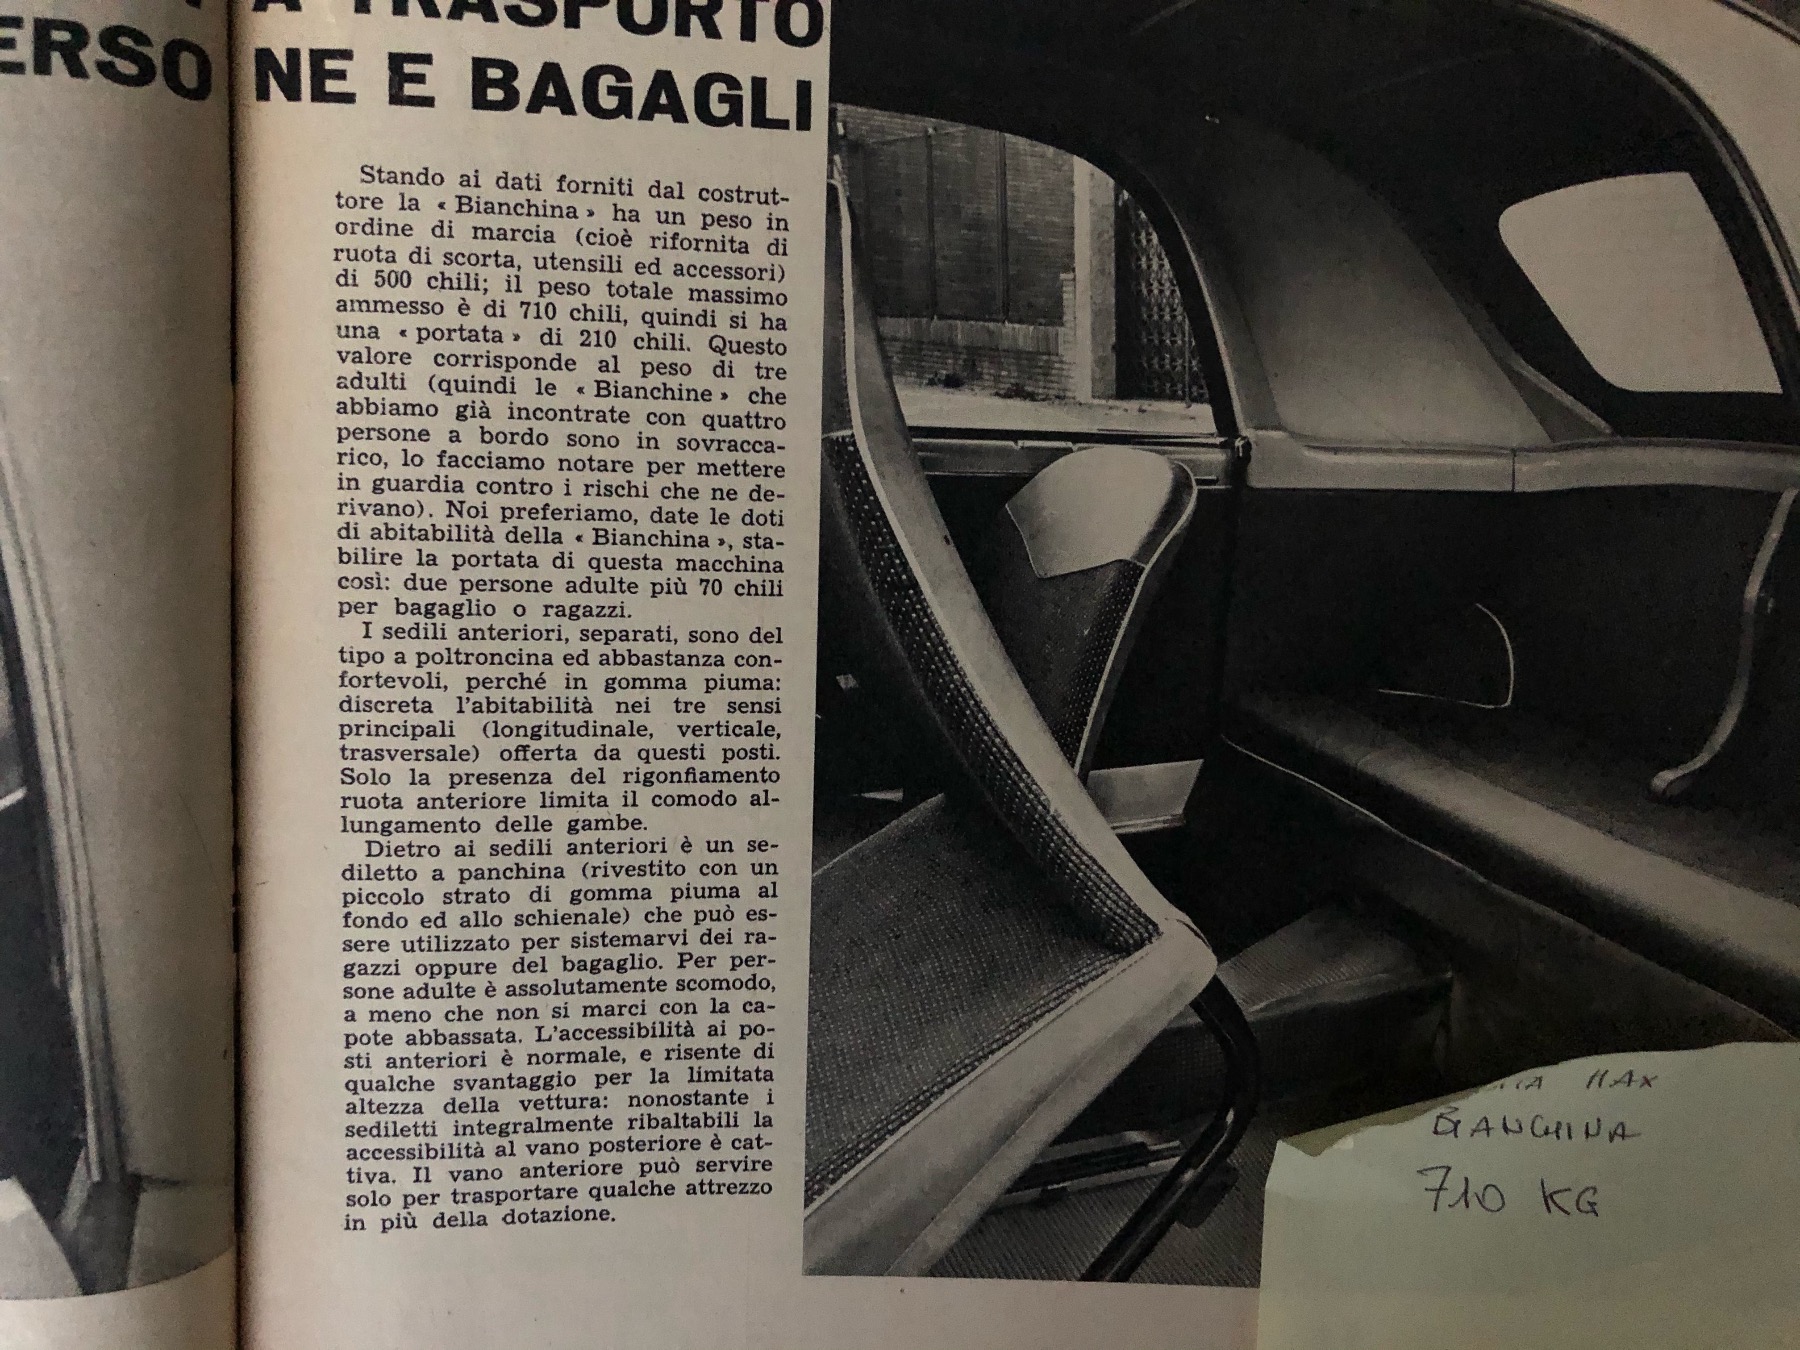 A TRASPORTO
ERSO NE E BAGAGLI
Stando ai dati forniti dal costrut-
tore la « Bianchina » ha un peso in
ordine di marcia (cioè rifornita di
ruota di scorta, utensili ed accessori)
di 500 chili; il peso totale massimo
ammesso è di 710 chili, quindi si ha
una « portata » di 210 chili. Questo
valore corrisponde al peso di tre
adulti (quindi le « Bianchine » che
abbiamo già incontrate con quattro
persone a bordo sono in sovracca-
rico, lo facciamo notare per mettere
in guardia contro i rischi che ne de-
rivano). Noi preferiamo, date le doti
di abitabilità della « Bianchina », sta-
bilire la portata di questa macchina
così: due persone adulte più 70 chili
per bagaglio o ragazzi.
I sedili anteriori, separati, sono del
tipo a poltroncina ed abbastanza con-
fortevoli, perché in gomma piuma:
discreta l'abitabilità nei tre sensi
principali (longitudinale, verticale,
trasversale) offerta da questi posti.
Solo la presenza del rigonfiamento
ruota anteriore limita il comodo al-
lungamento delle gambe.
Dietro ai sedili anteriori è un se-
diletto a panchina (rivestito con un
piccolo strato di gomma piuma al
fondo ed allo schienale) che può es-
sere utilizzato per sistemarvi dei ra-
gazzi oppure del bagaglio. Per per-
sone adulte è assolutamente scomodo,
a meno che non si marci con la ca-
pote abbassata. L'accessibilità ai po-
sti anteriori è normale, e risente di
qualche svantaggio per la limitata
altezza della vettura: nonostante i
sediletti integralmente ribaltabili la
accessibilità al vano posteriore è cat-
tiva. Il vano anteriore può servire
solo per trasportare qualche attrezzo
in più della dotazione.
MAX
BIANCHINA
710 KG